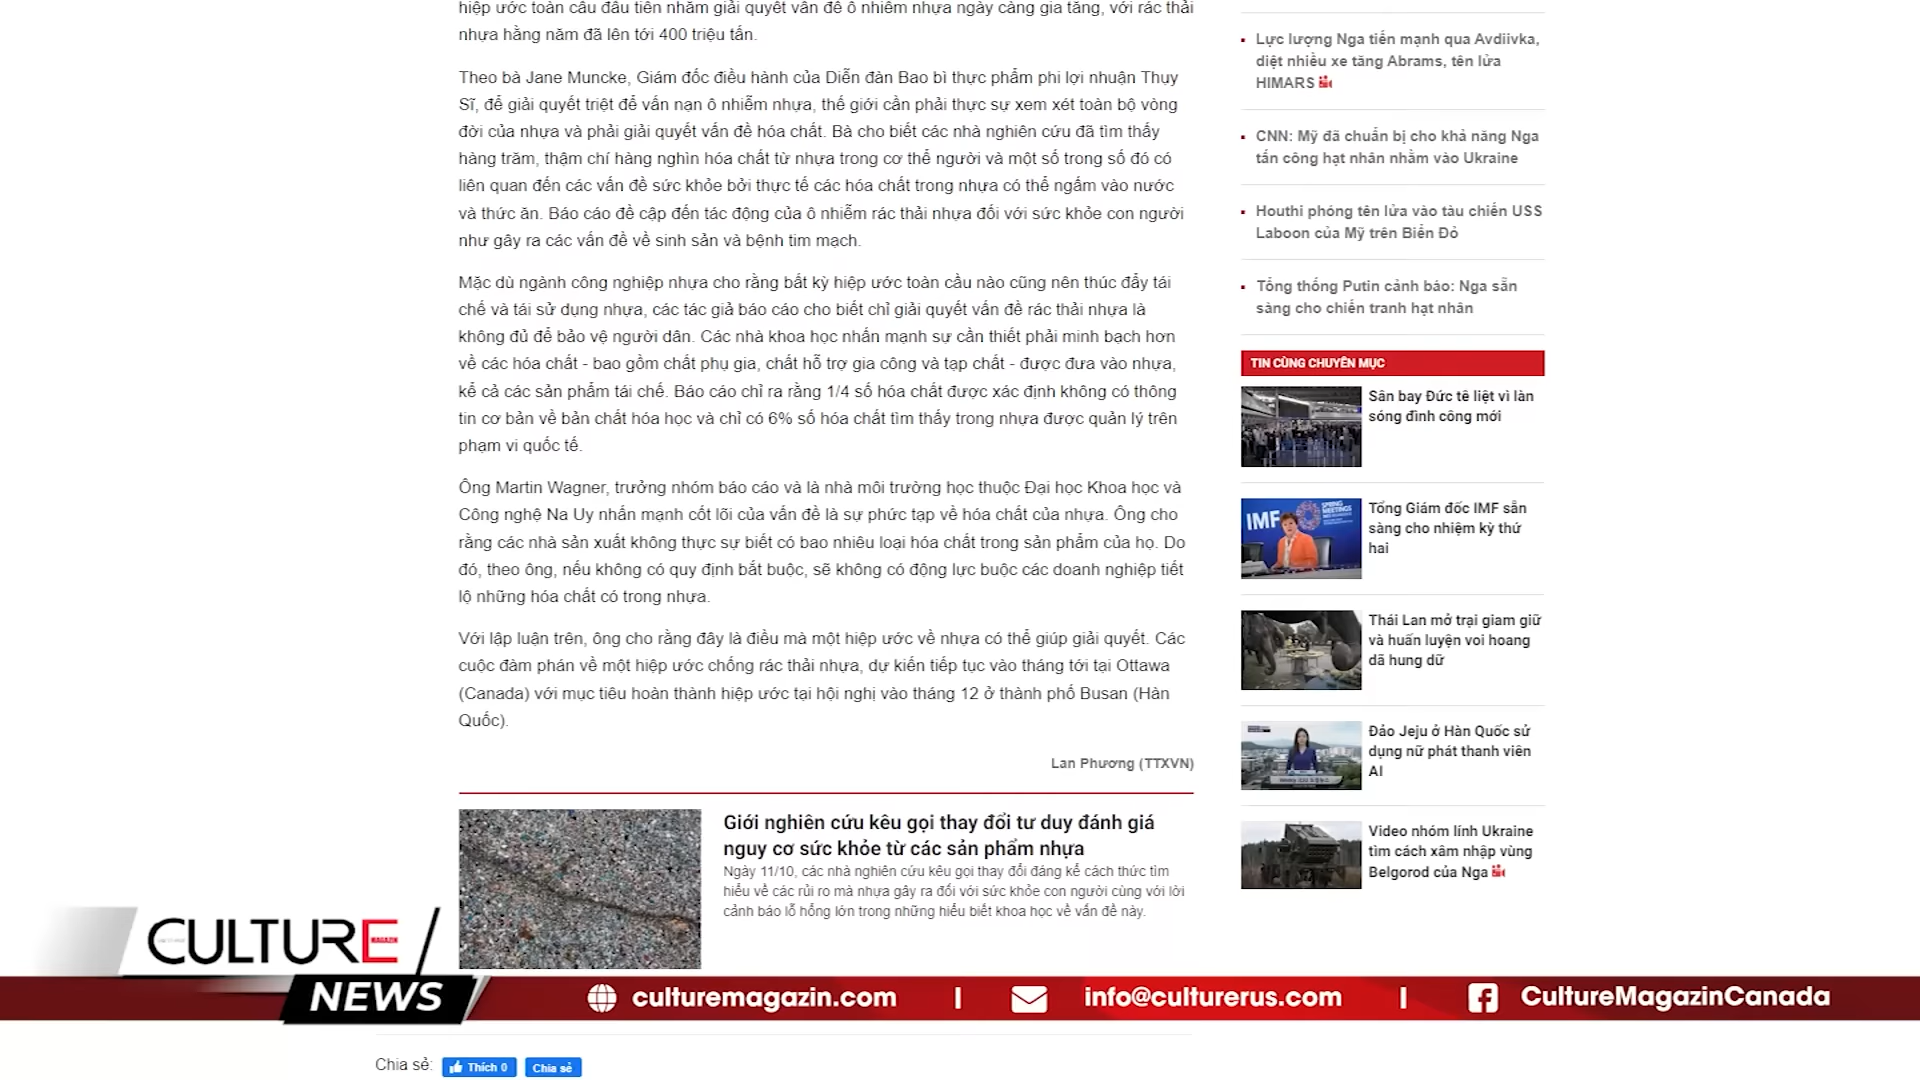 hiệp ước toàn cầu đầu tiên nhằm giải quyết vấn đề ô nhiễm nhựa ngày càng gia tăng, với rác thải
nhựa hằng năm đã lên tới 400 triệu tấn.
Theo bà Jane Muncke, Giám đốc điều hành của Diễn đàn Bao bì thực phẩm phi lợi nhuận Thụy
Sĩ, để giải quyết triệt để vấn nạn ô nhiễm nhựa, thế giới cần phải thực sự xem xét toàn bộ vòng
đời của nhựa và phải giải quyết vấn đề hóa chất. Bà cho biết các nhà nghiên cứu đã tìm thấy
hàng trăm, thậm chí hàng nghìn hóa chất từ nhựa trong cơ thể người và một số trong số đó có
liên quan đến các vấn đề sức khỏe bởi thực tế các hóa chất trong nhựa có thể ngấm vào nước
và thức ăn. Báo cáo đề cập đến tác động của ô nhiễm rác thải nhựa đối với sức khỏe con người
như gây ra các vấn đề về sinh sản và bệnh tim mạch.
Mặc dù ngành công nghiệp nhựa cho rằng bất kỳ hiệp ước toàn cầu nào cũng nên thúc đẩy tái
chế và tái sử dụng nhựa, các tác giả báo cáo cho biết chỉ giải quyết vấn đề rác thải nhựa là
không đủ để bảo vệ người dân. Các nhà khoa học nhấn mạnh sự cần thiết phải minh bạch hơn
về các hóa chất - bao gồm chất phụ gia, chất hỗ trợ gia công và tạp chất - được đưa vào nhựa,
kể cả các sản phẩm tái chế. Báo cáo chỉ ra rằng 1/4 số hóa chất được xác định không có thông
tin cơ bản về bản chất hóa học và chỉ có 6% số hóa chất tìm thấy trong nhựa được quản lý trên
phạm vi quốc tế.
Ông Martin Wagner, trưởng nhóm báo cáo và là nhà môi trường học thuộc Đại học Khoa học và
Công nghệ Na Uy nhấn mạnh cốt lõi của vấn đề là sự phức tạp về hóa chất của nhựa. Ông cho
rằng các nhà sản xuất không thực sự biết có bao nhiêu loại hóa chất trong sản phẩm của họ. Do
đó, theo ông, nếu không có quy định bắt buộc, sẽ không có động lực buộc các doanh nghiệp tiết
lộ những hóa chất có trong nhựa.
Với lập luận trên, ông cho rằng đây là điều mà một hiệp ước về nhựa có thể giúp giải quyết. Các
cuộc đàm phán về một hiệp ước chống rác thải nhựa, dự kiến tiếp tục vào tháng tới tại Ottawa
(Canada) với mục tiêu hoàn thành hiệp ước tại hội nghị vào tháng 12 ở thành phố Busan (Hàn
Quốc).
Lan Phương (TTXVN)
Giới nghiên cứu kêu gọi thay đổi tư duy đánh giá
nguy cơ sức khỏe từ các sản phẩm nhựa
Ngày 11/10, các nhà nghiên cứu kêu gọi thay đổi đáng kể cách thức tìm
hiểu về các rủi ro mà nhựa gây ra đối với sức khỏe con người cùng với lời
cảnh báo lỗ hổng lớn trong những hiểu biết khoa học về vấn đề này.
Lực lượng Nga tiến mạnh qua Avdiivka,
diệt nhiều xe tăng Abrams, tên lửa
HIMARS
CNN: Mỹ đã chuẩn bị cho khả năng Nga
tấn công hạt nhân nhằm vào Ukraine
Houthi phóng tên lửa vào tàu chiến USS
Laboon của Mỹ trên Biển Đỏ
Tổng thống Putin cảnh báo: Nga sẵn
sàng cho chiến tranh hạt nhân
TIN CÙNG CHUYÊN MỤC
Sân bay Đức tê liệt vì làn
sóng đình công mới
IMF
Tổng Giám đốc IMF sẵn
sàng cho nhiệm kỳ thứ
hai
Thái Lan mở trại giam giữ
và huấn luyện voi hoang
dã hung dữ
Đảo Jeju ở Hàn Quốc sử
dụng nữ phát thanh viên
AI
Video nhóm lính Ukraine
tìm cách xâm nhập vùng
Belgorod của Nga
CULTURE
MAGAZIN
NEWS
culturemagazin.com | info@culturerus.com | CultureMagazinCanada
Chia sẻ: Thích 0 Chia sẻ